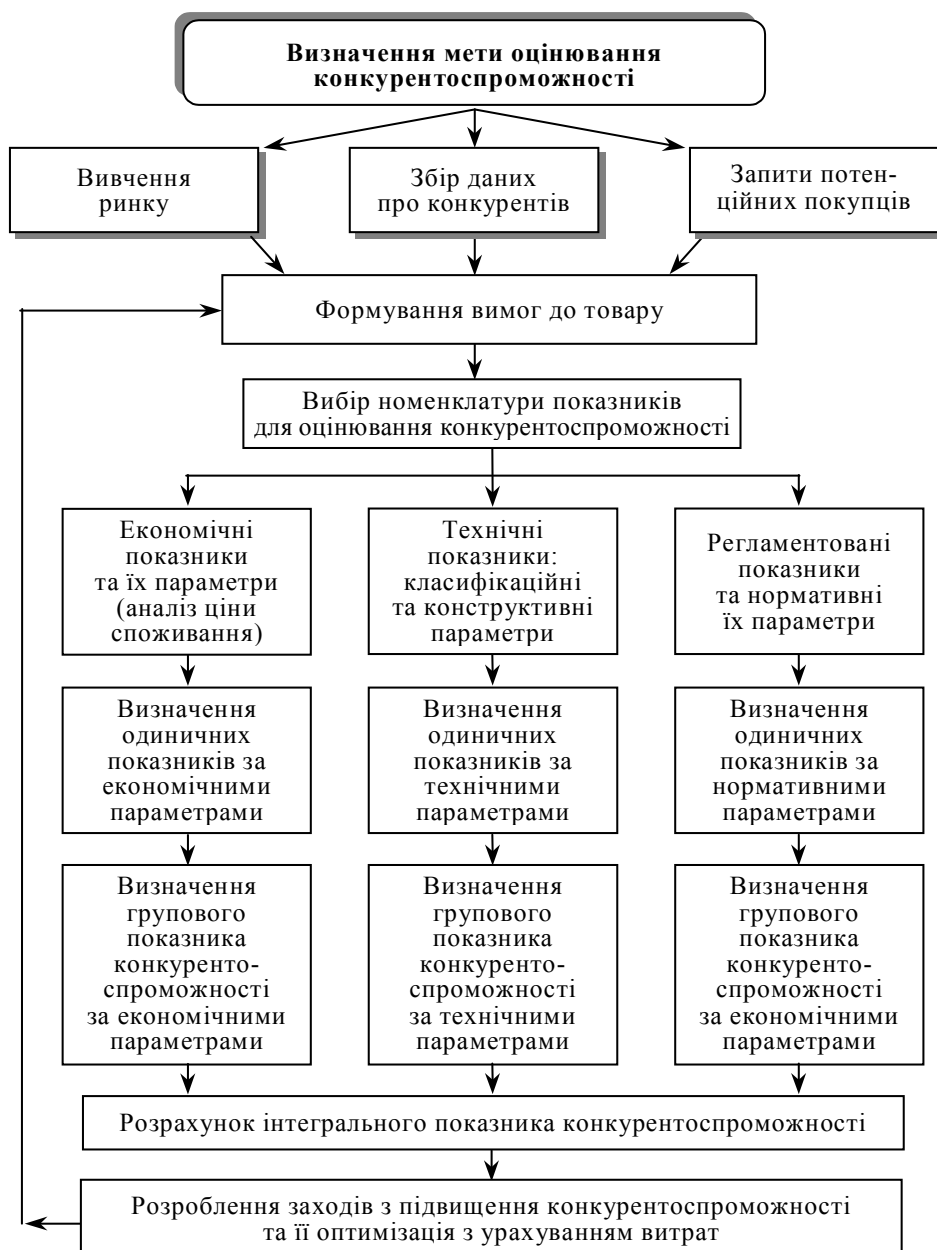 Визначення мети оцінювання
конкурентоспроможності
Вивчення
ринку
Збір даних
про конкурентів
Запити потен-
ційних покупців
Формування вимог до товару
Вибір номенклатури показників
для оцінювання конкурентоспроможності
Економічні
показники
та їх параметри
(аналіз ціни
споживання)
Технічні
показники:
класифікаційні
та конструктивні
параметри
Регламентовані
показники
та нормативні
їх параметри
Визначення
одиничних
показників за
економічними
параметрами
Визначення
одиничних
показників за
технічними
параметрами
Визначення
одиничних
показників за
нормативними
параметрами
Визначення
групового
показника
конкуренто-
спроможності
за економічними
параметрами
Визначення
групового
показника
конкуренто-
спроможності
за технічними
параметрами
Визначення
групового
показника
конкуренто-
спроможності
за економічними
параметрами
Розрахунок інтегрального показника конкурентоспроможності
Розроблення заходів з підвищення конкурентоспроможності
та її оптимізація з урахуванням витрат